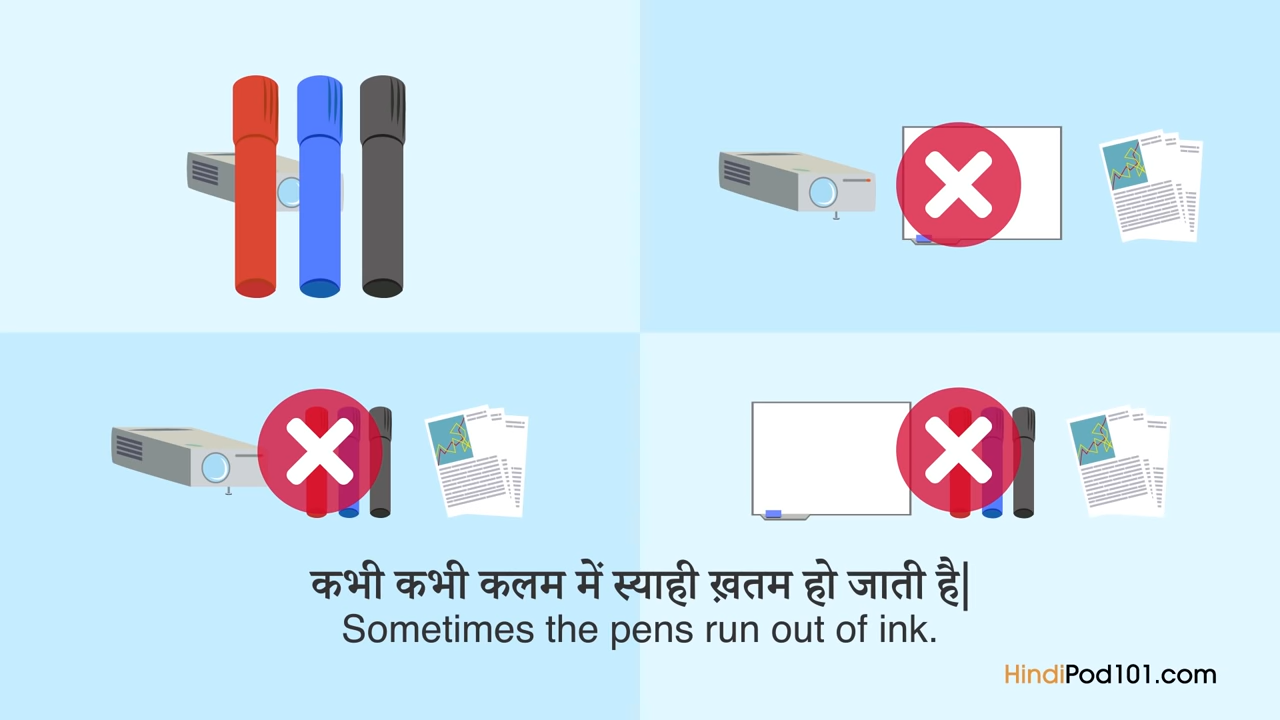 कभी कभी कलम में स्याही ख़तम हो जाती है|
Sometimes the pens run out of ink.
HindiPod101.com